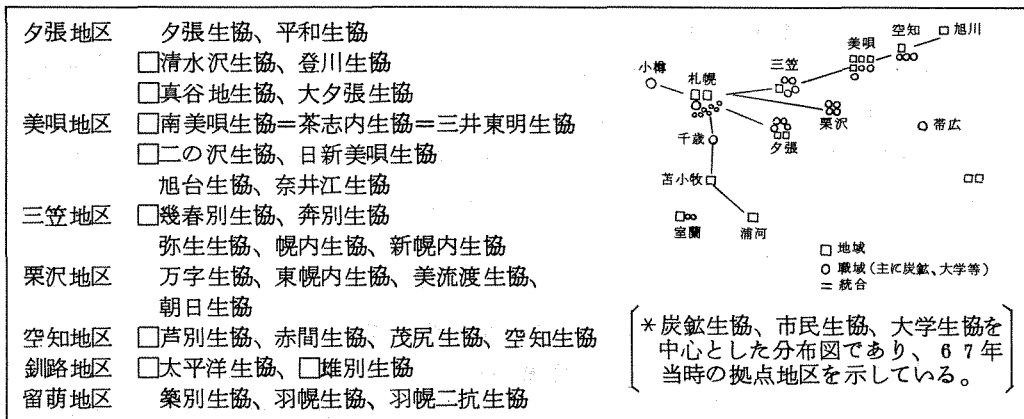 夕張地区 夕張生協、平和生協
□清水沢生協、登川生協
□真谷地生協、大夕張生協
美唄地区 □南美唄生協=茶志内生協=三井東明生協
□二の沢生協、日新美唄生協
旭台生協、奈井江生協
三笠地区 □幾春別生協、奔別生協
弥生生協、幌内生協、新幌内生協
栗沢地区 万字生協、東幌内生協、美流渡生協、
朝日生協
空知地区 □芦別生協、赤間生協、茂尻生協、空知生協
釧路地区 □太平洋生協、□雄別生協
留萌地区 築別生協、羽幌生協、羽幌二抗生協
空知
旭川
美唄
三笠
小樽
札幌
栗沢
帯広
夕張
千歳
苫小牧
室蘭
浦河
□ 地域
○ 職域(主に炭鉱、大学等)
= 統合
*炭鉱生協、市民生協、大学生協を
中心とした分布図であり、67年
当時の拠点地区を示している。